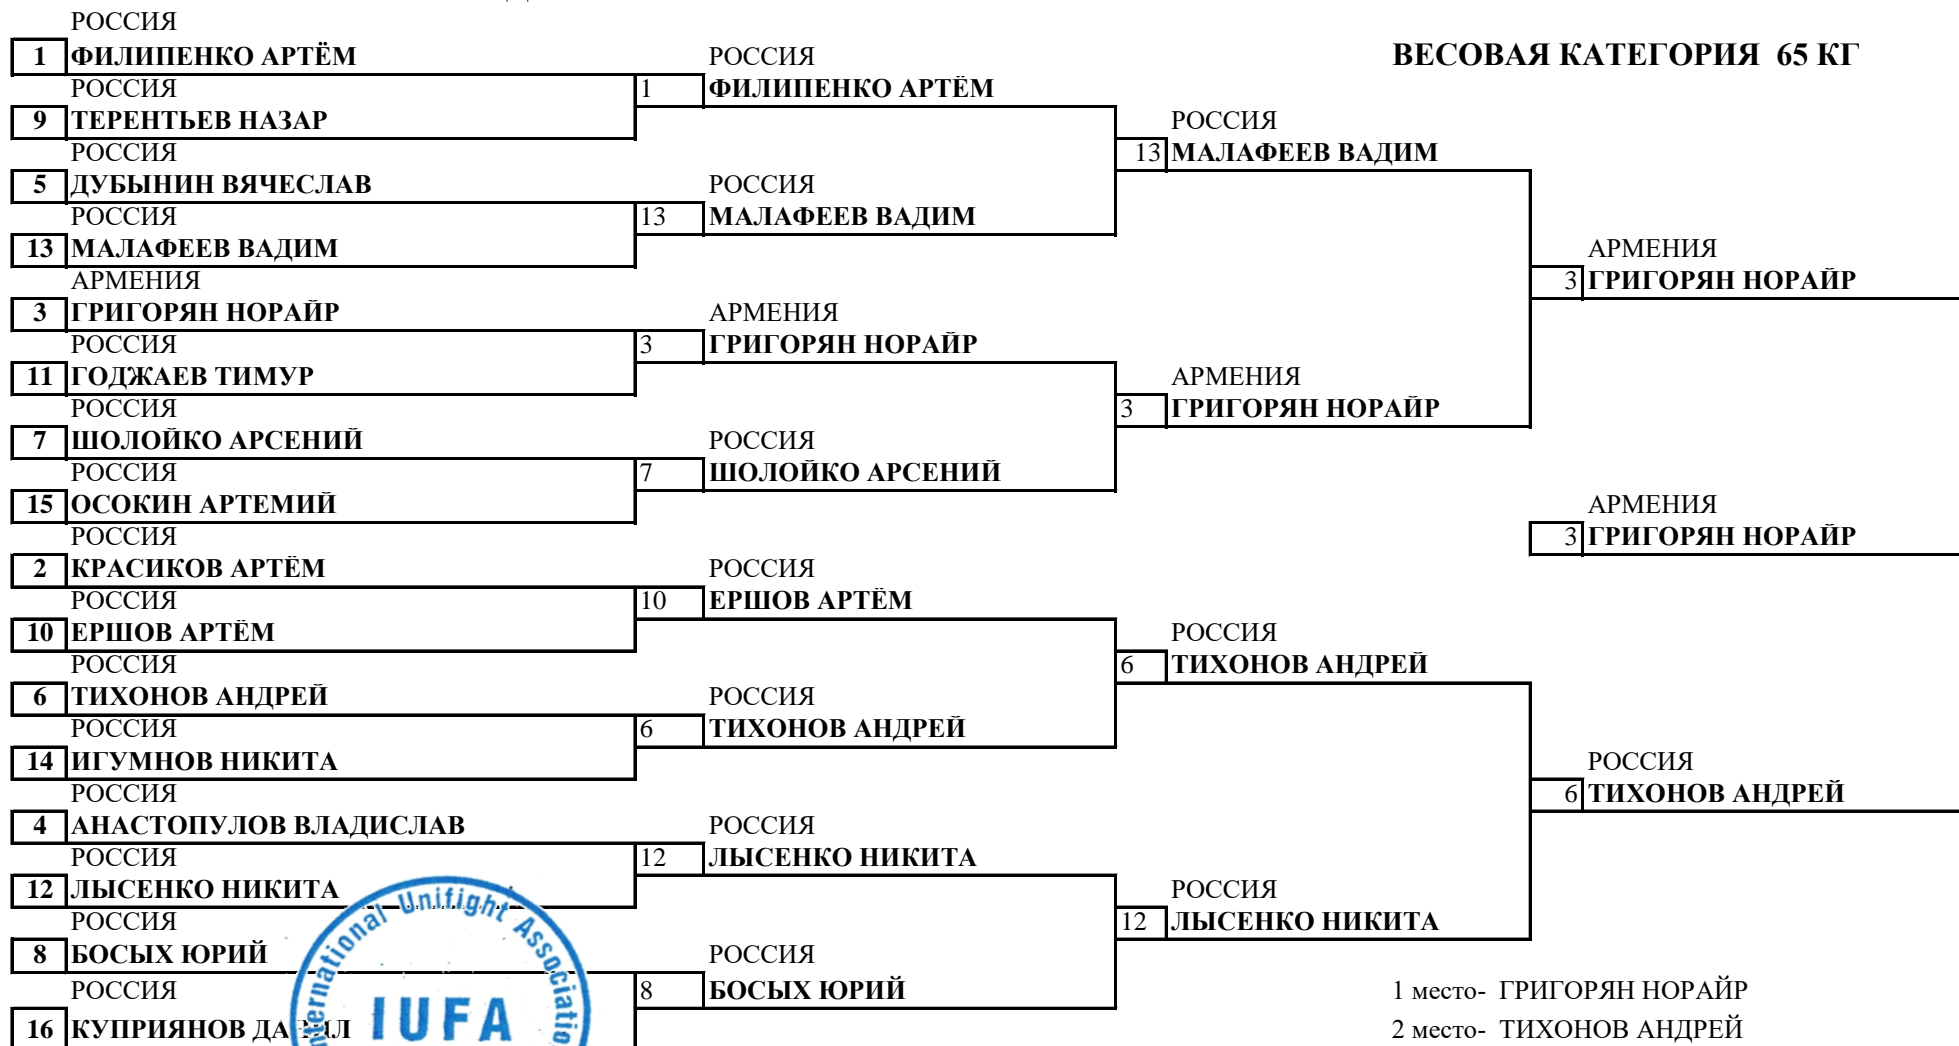 РОССИЯ
1 ФИЛИПЕНКО АРТЁМ
РОССИЯ
9 ТЕРЕНТЬЕВ НАЗАР
РОССИЯ
5 ДУБЫНИН ВЯЧЕСЛАВ
РОССИЯ
13 МАЛАФЕЕВ ВАДИМ
АРМЕНИЯ
3 ГРИГОРЯН НОРАЙР
РОССИЯ
11 ГОДЖАЕВ ТИМУР
РОССИЯ
7 ШОЛОЙКО АРСЕНИЙ
РОССИЯ
15 ОСОКИН АРТЕМИЙ
РОССИЯ
2 КРАСИКОВ АРТЁМ
РОССИЯ
10 ЕРШОВ АРТЁМ
РОССИЯ
6 ТИХОНОВ АНДРЕЙ
РОССИЯ
14 ИГУМНОВ НИКИТА
РОССИЯ
4 АНАСТОПУЛОВ ВЛАДИСЛАВ
РОССИЯ
12 ЛЫСЕНКО НИКИТА
РОССИЯ
8 БОСЫХ ЮРИЙ
РОССИЯ
16 КУПРИЯНОВ
Unifight
IUFA
РОССИЯ
1 ФИЛИПЕНКО АРТЁМ
РОССИЯ
13 МАЛАФЕЕВ ВАДИМ
АРМЕНИЯ
3 ГРИГОРЯН НОРАЙР
РОССИЯ
7 ШОЛОЙКО АРСЕНИЙ
РОССИЯ
10 ЕРШОВ АРТЁМ
РОССИЯ
6 ТИХОНОВ АНДРЕЙ
РОССИЯ
12 ЛЫСЕНКО НИКИТА
РОССИЯ
8 БОСЫХ ЮРИЙ
РОССИЯ
13 МАЛАФЕЕВ ВАДИМ
АРМЕНИЯ
3 ГРИГОРЯН НОРАЙР
РОССИЯ
6 ТИХОНОВ АНДРЕЙ
РОССИЯ
12 ЛЫСЕНКО НИКИТА
ВЕСОВАЯ КАТЕГОРИЯ 65 КГ
АРМЕНИЯ
3 ГРИГОРЯН НОРАЙР
АРМЕНИЯ
3 ГРИГОРЯН НОРАЙР
РОССИЯ
6 ТИХОНОВ АНДРЕЙ
1 место- ГРИГОРЯН НОРАЙР
2 место- ТИХОНОВ АНДРЕЙ